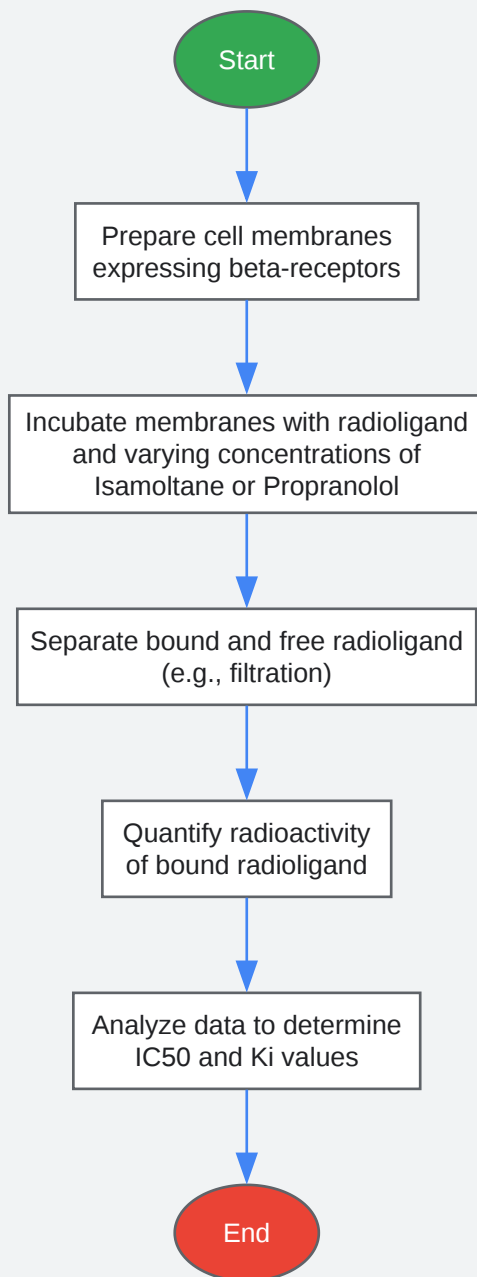 Start
Prepare cell membranes
expressing beta-receptors
Incubate membranes with radioligand
and varying concentrations of
Isamoltane or Propranolol
Separate bound and free radioligand
(e.g., filtration)
Quantify radioactivity
of bound radioligand
Analyze data to determine
IC50 and Ki values
End